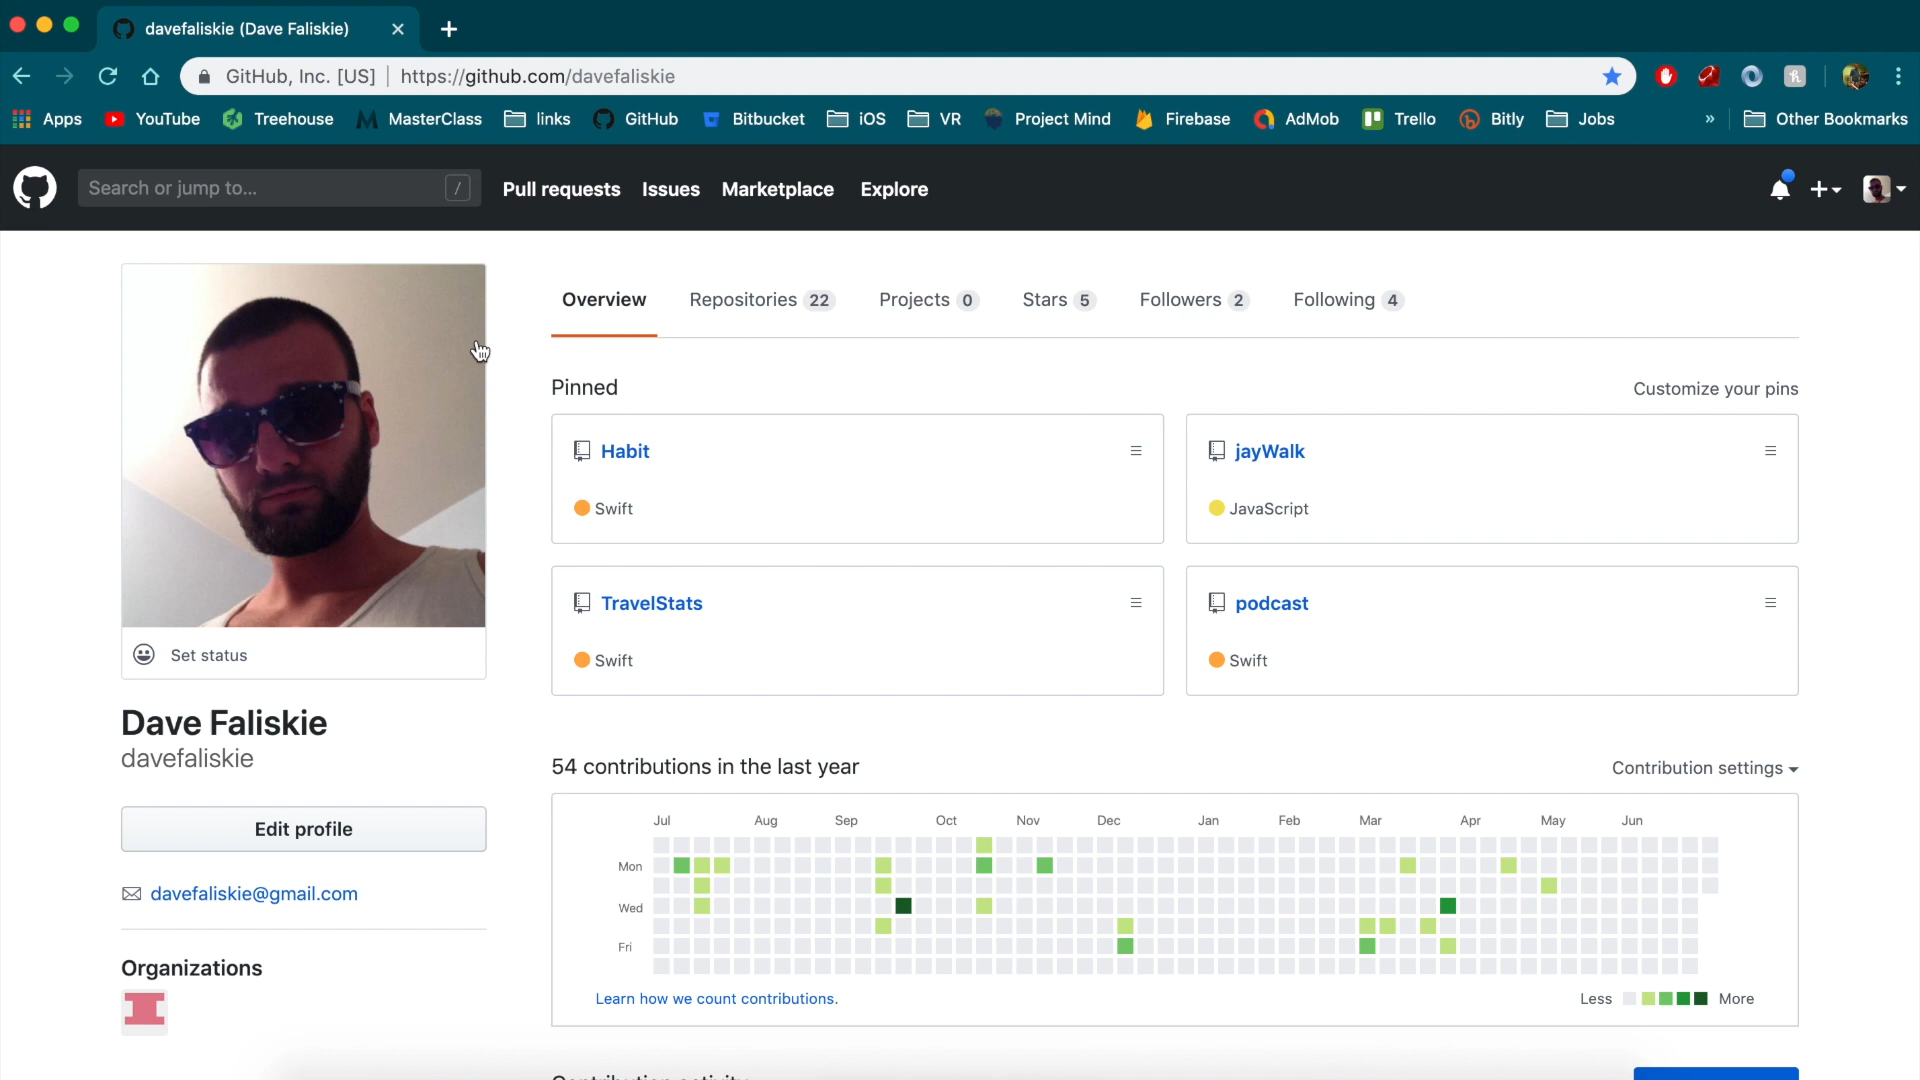 davefaliskie (Dave Faliskie)
GitHub, Inc. [US] https://github.com/davefaliskie
Apps YouTube Treehouse MasterClass links GitHub Bitbucket iOS VR Project Mind Firebase AdMob Trello Bitly Jobs » Other Bookmarks
Search or jump to... / Pull requests Issues Marketplace Explore
Overview Repositories 22 Projects 0 Stars 5 Followers 2 Following 4
Pinned Customize your pins
Habit jayWalk
Swift JavaScript
TravelStats podcast
Swift Swift
Set status
Dave Faliskie
davefaliskie
Edit profile
davefaliskie@gmail.com
Organizations
54 contributions in the last year Contribution settings
Jul Aug Sep Oct Nov Dec Jan Feb Mar Apr May Jun
Mon
Wed
Fri
Learn how we count contributions. Less More